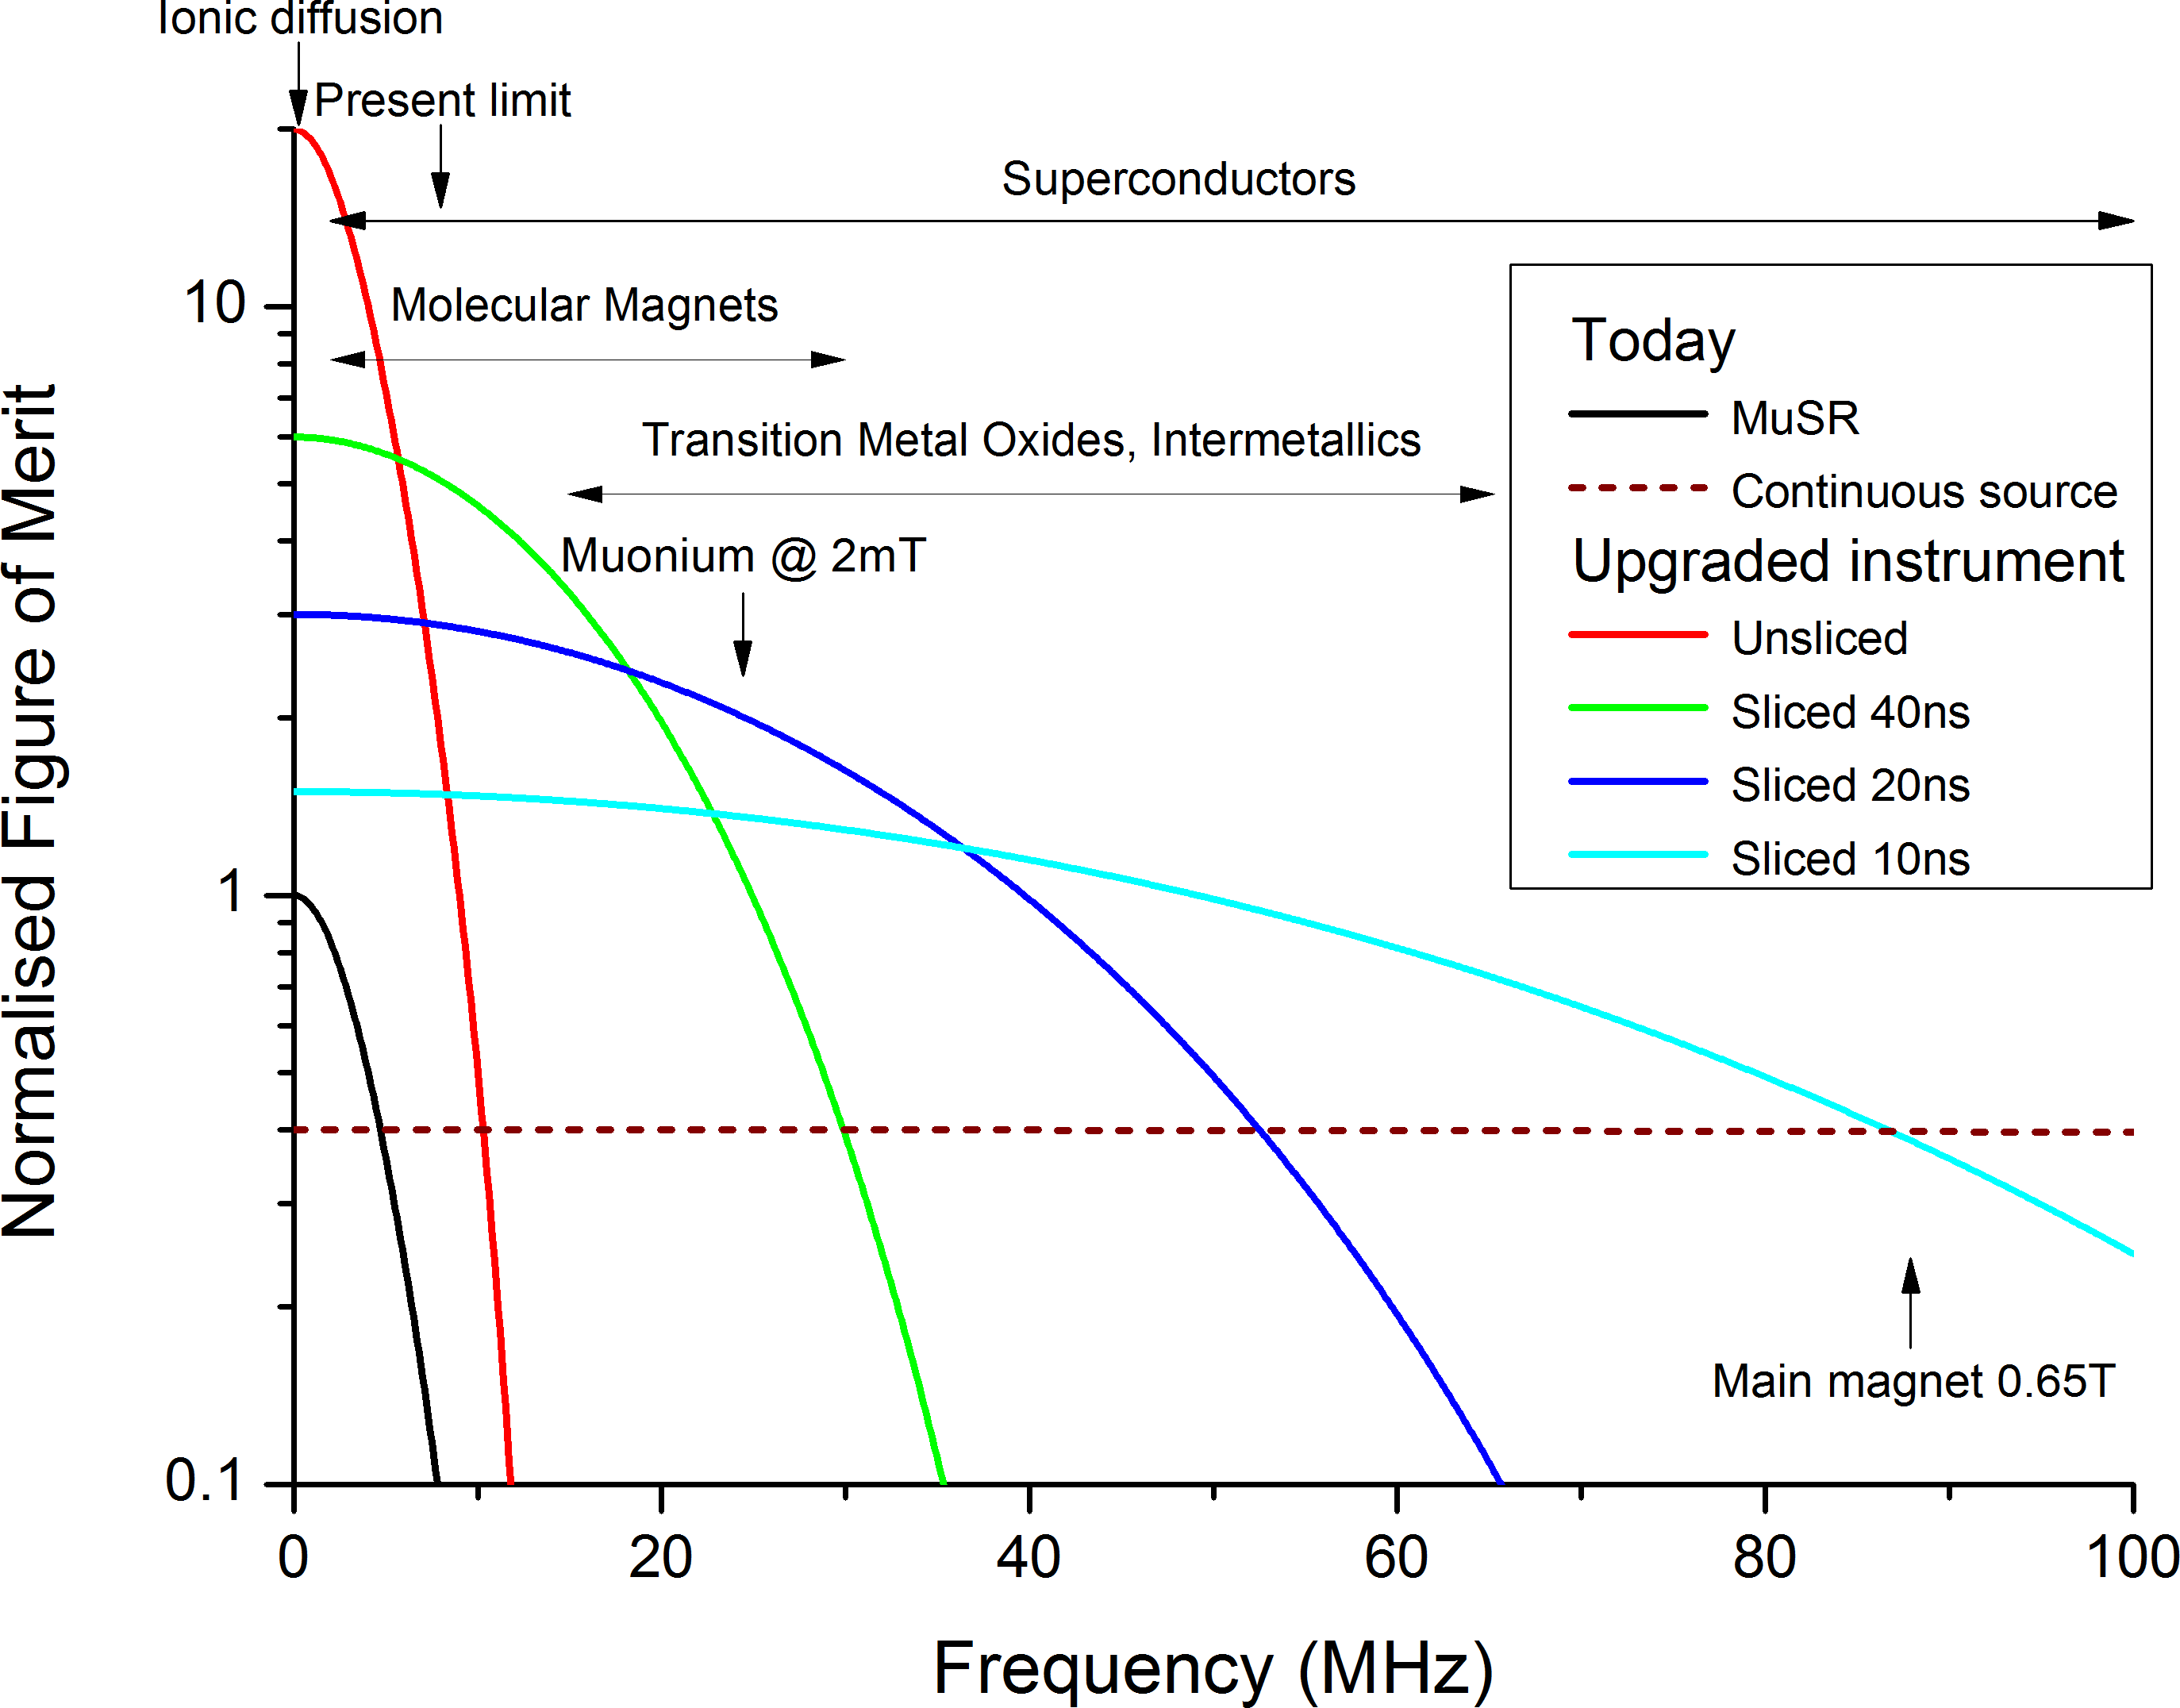 Ionic diffusion
Present limit
Superconductors
Molecular Magnets
Transition Metal Oxides, Intermetallics
Muonium @ 2mT
Main magnet 0.65T
Today
MuSR
Continuous source
Upgraded instrument
Unsliced
Sliced 40ns
Sliced 20ns
Sliced 10ns
Normalised Figure of Merit
10
1
0.1
0 20 40 60 80 100
Frequency (MHz)